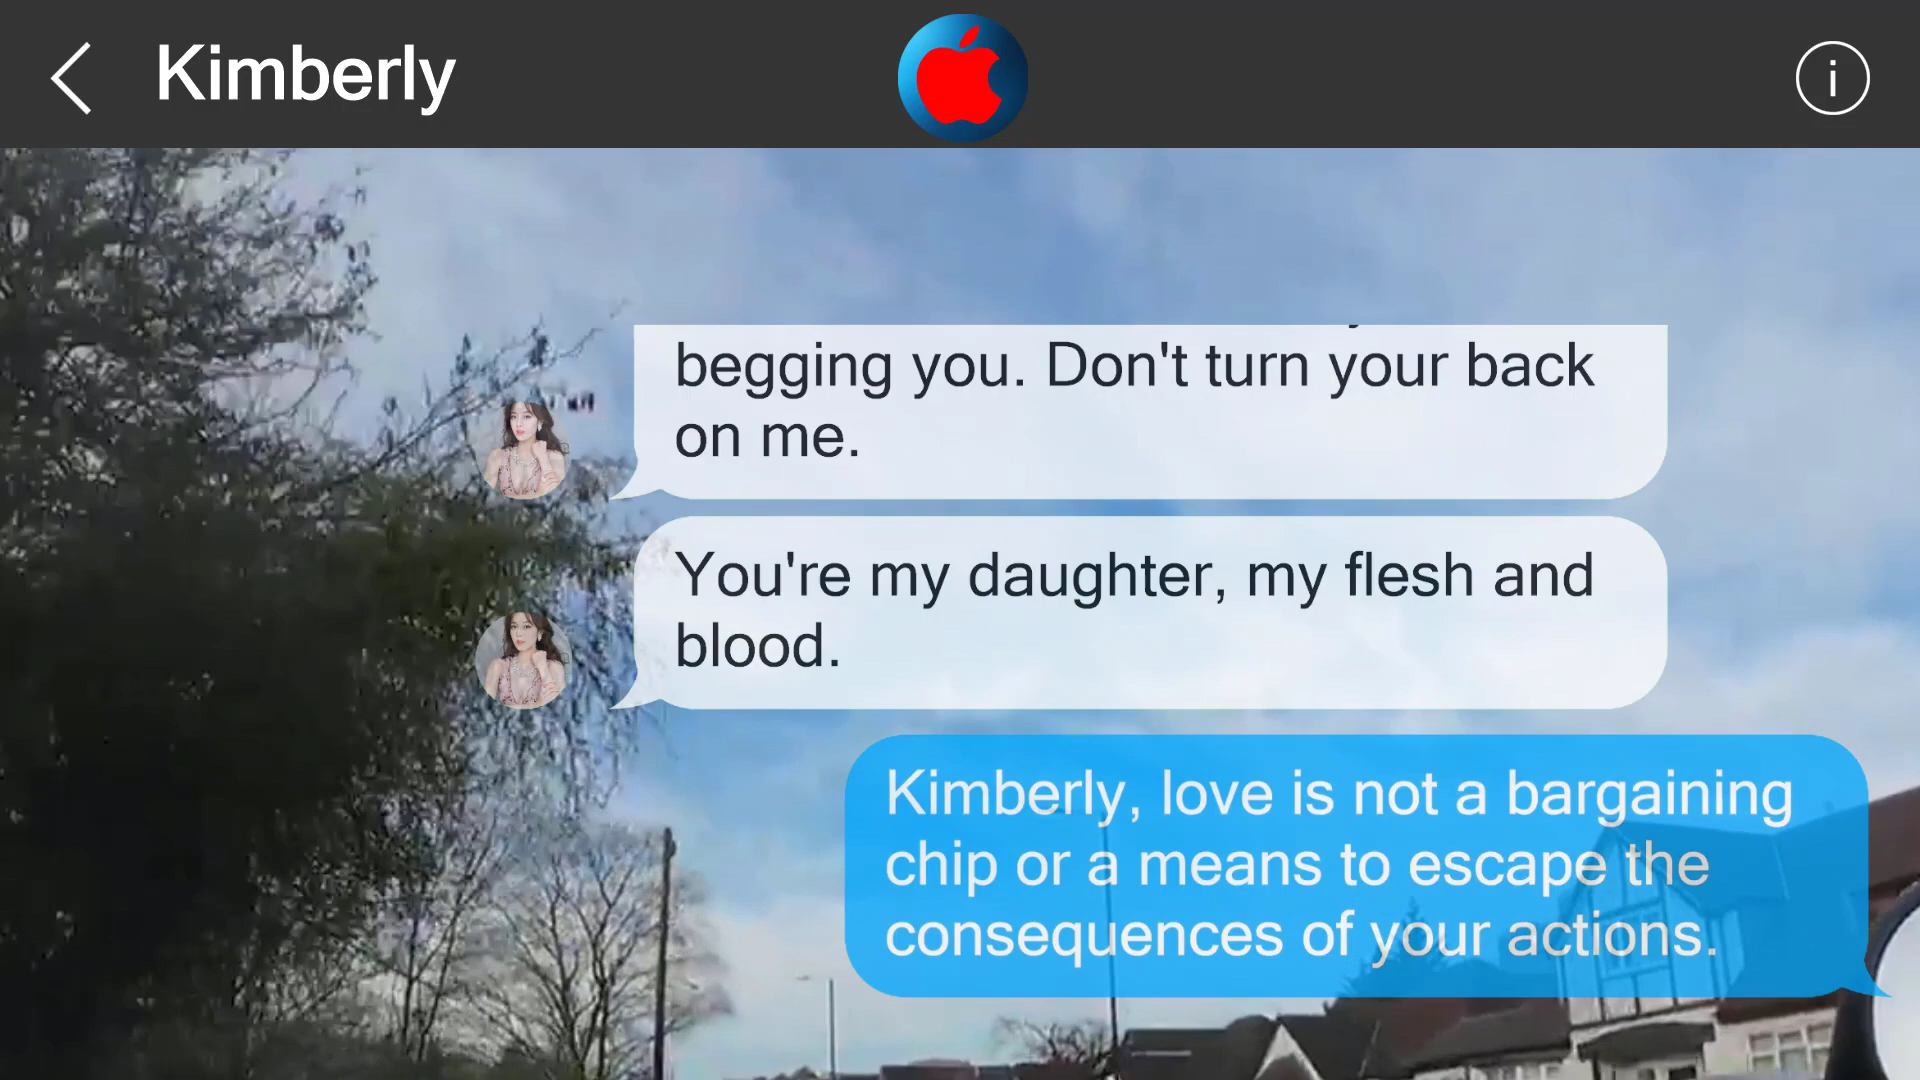 Kimberly
i
begging you. Don't turn your back
on me.
You're my daughter, my flesh and
blood.
Kimberly, love is not a bargaining
chip or a means to escape the
consequences of your actions.